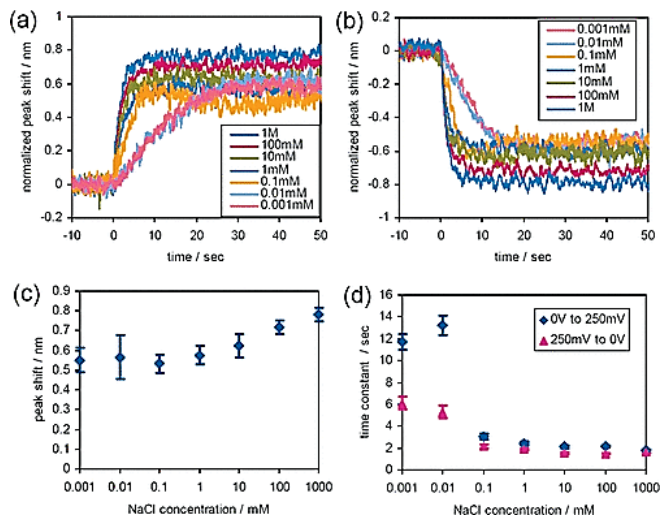 (a)
normalized peak shift / nm
1
0.8
0.6
0.4
0.2
0
-0.2
-10 0 10 20 30 40 50
time / sec
1M
100mM
10mM
1mM
0.1mM
0.01mM
0.001mM
(b)
normalized peak shift / nm
0.2
0
-0.2
-0.4
-0.6
-0.8
-1
-10 0 10 20 30 40 50
time / sec
0.001mM
0.01mM
0.1mM
1mM
10mM
100mM
1M
(c)
peak shift / nm
0.9
0.8
0.7
0.6
0.5
0.4
0.3
0.2
0.1
0
0.001 0.01 0.1 1 10 100 1000
NaCl concentration / mM
(d)
time constant / sec
16
14
12
10
8
6
4
2
0
0.001 0.01 0.1 1 10 100 1000
NaCl concentration / mM
0V to 250mV
250mV to 0V